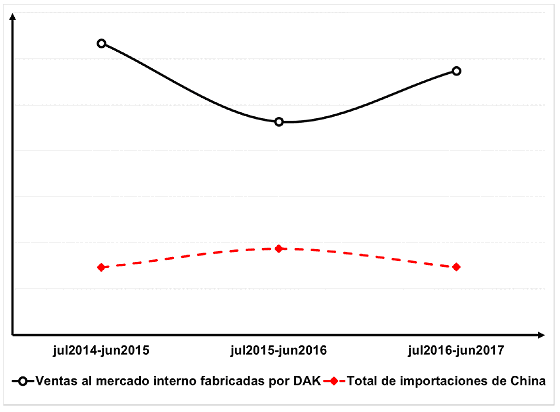 jul2014-jun2015 jul2015-jun2016 jul2016-jun2017
Ventas al mercado interno fabricadas por DAK Total de importaciones de China